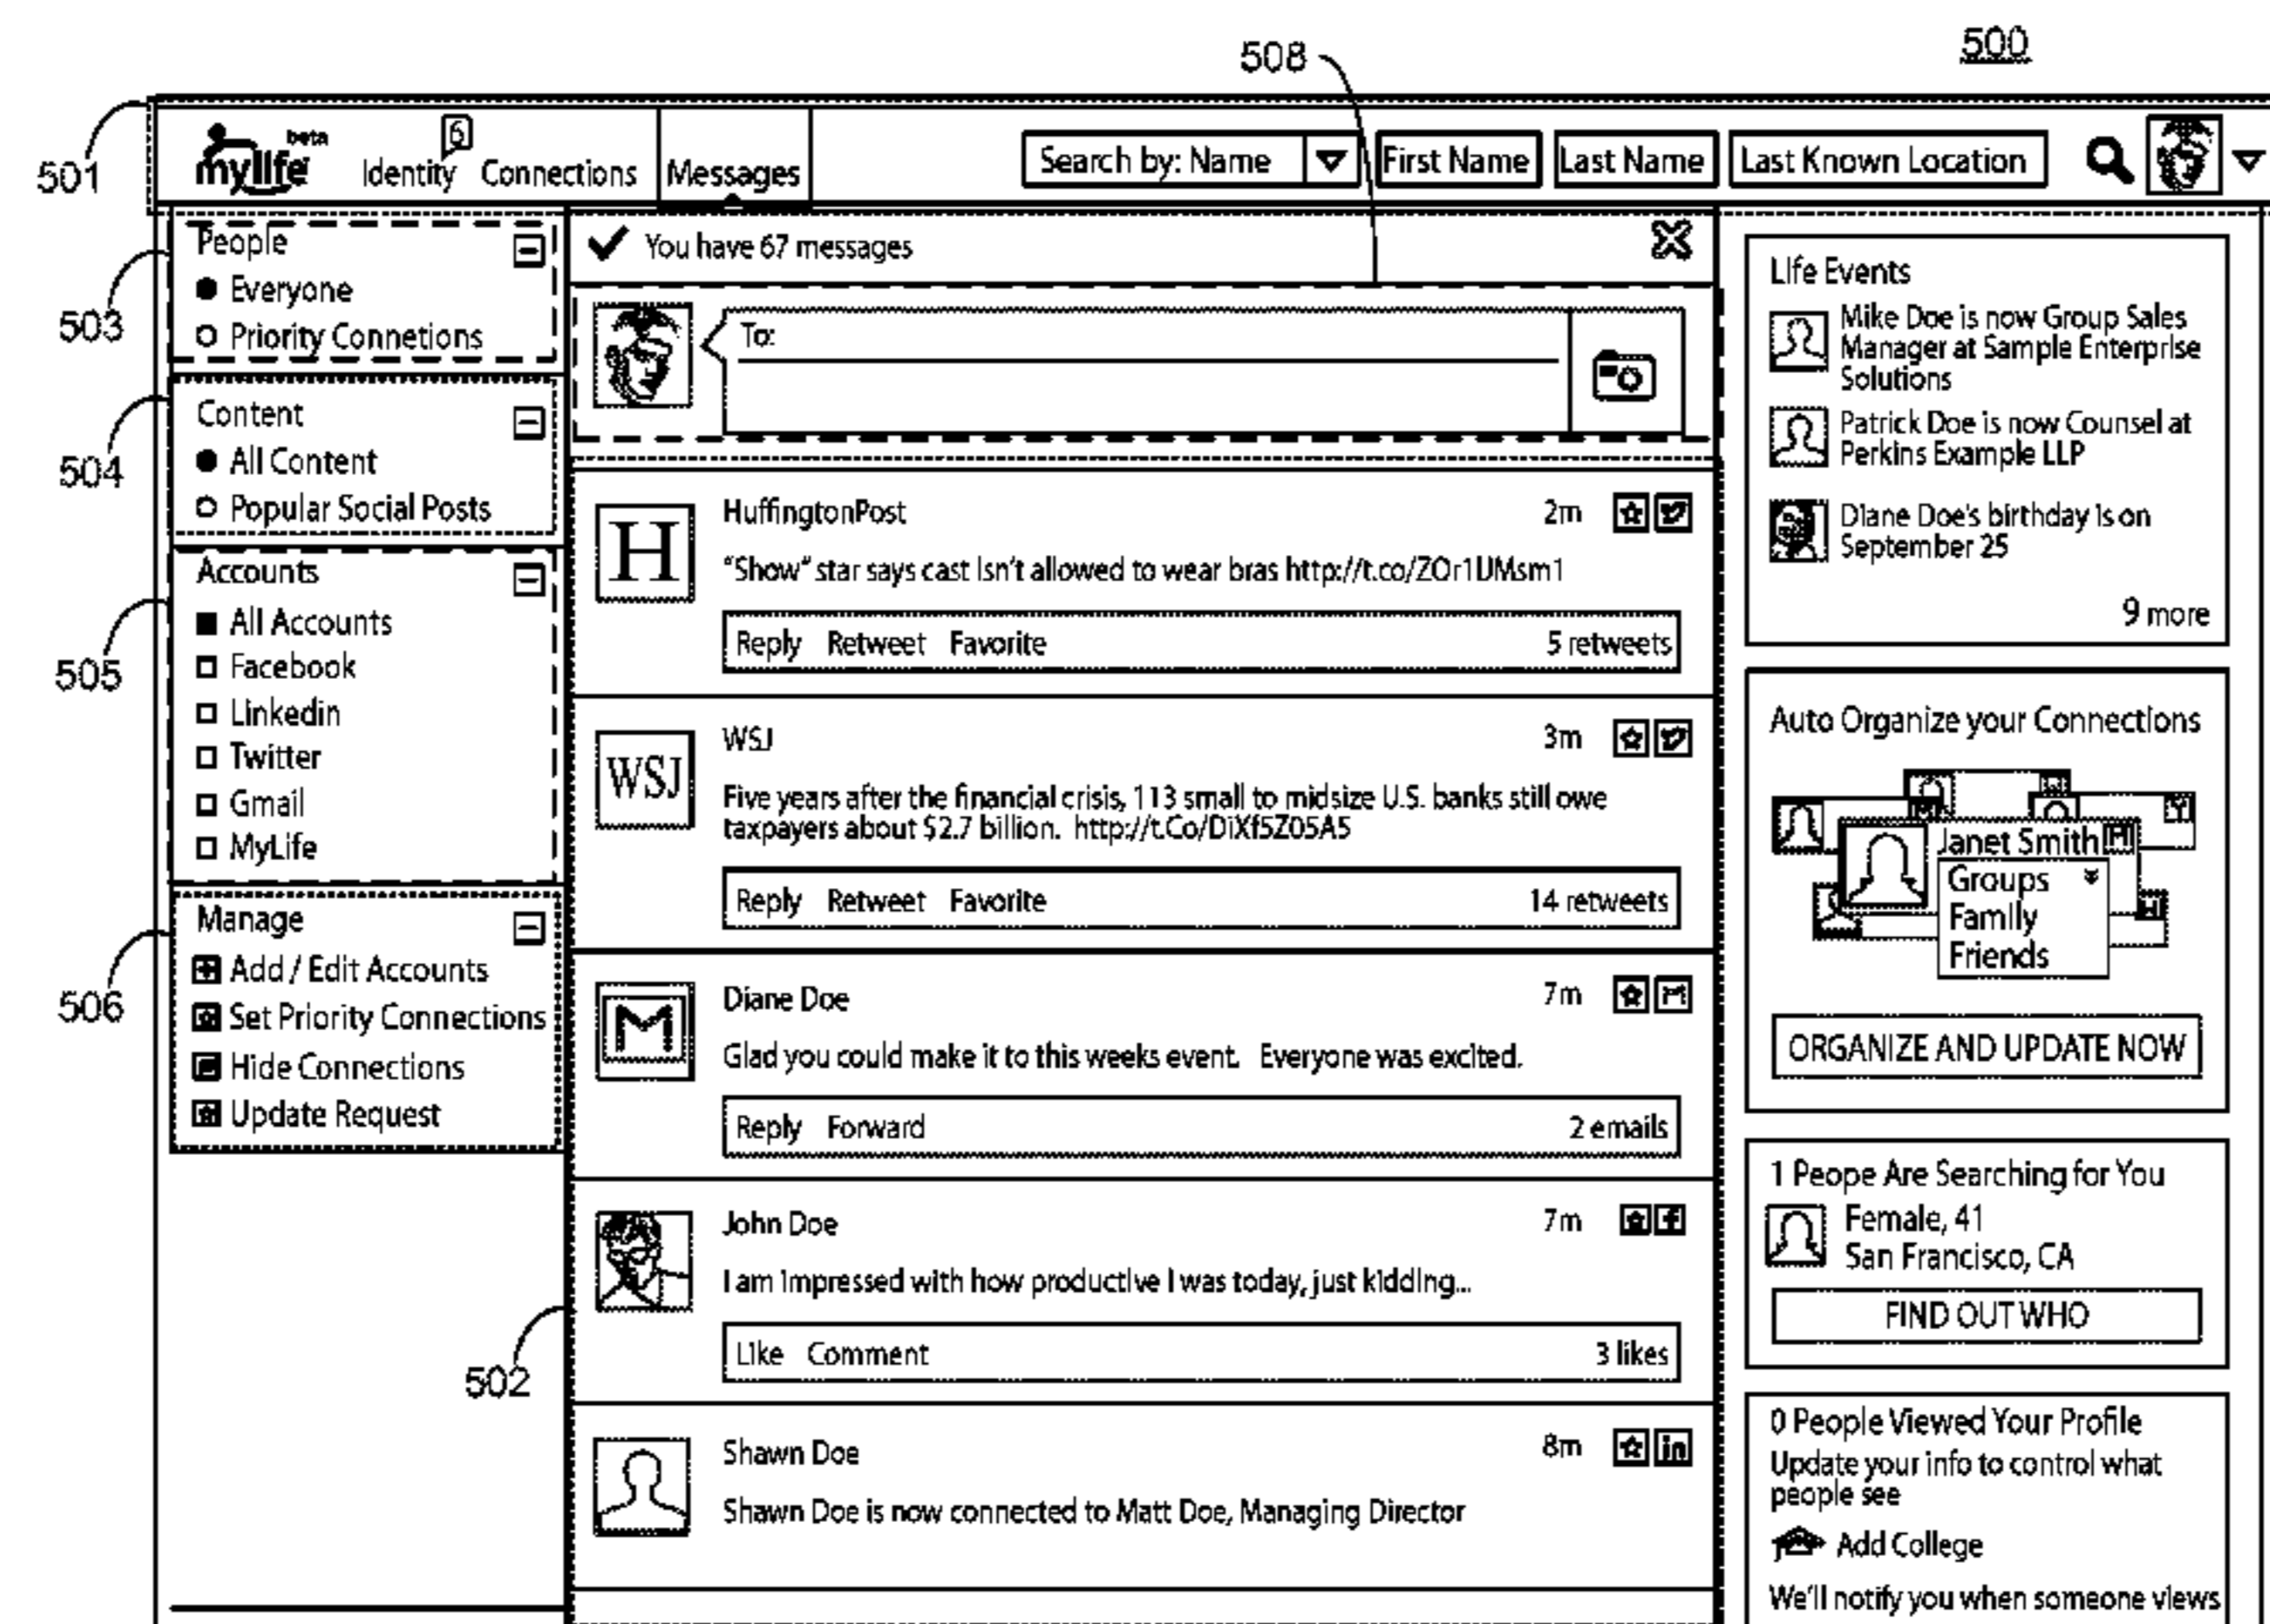 500
508
501
beta
mylife
Identity
6
Connections
Messages
Search by: Name
First Name
Last Name
Last Known Location
503
People
Everyone
Priority Connetions
504
Content
All Content
Popular Social Posts
505
Accounts
All Accounts
Facebook
Linkedin
Twitter
Gmail
MyLife
506
Manage
Add / Edit Accounts
Set Priority Connections
Hide Connections
Update Request
502
You have 67 messages
To:
H
HuffingtonPost
2m
"Show" star says cast isn't allowed to wear bras http://t.co/ZOr1UMsm1
Reply Retweet Favorite 5 retweets
WSJ
WSJ
3m
Five years after the financial crisis, 113 small to midsize U.S. banks still owe
taxpayers about $2.7 billion. http://t.Co/DiXf5Z05A5
Reply Retweet Favorite 14 retweets
M
Diane Doe
7m
Glad you could make it to this weeks event. Everyone was excited.
Reply Forward 2 emails
John Doe
7m
f
I am impressed with how productive I was today, just kidding...
Like Comment 3 likes
Shawn Doe
8m
in
Shawn Doe is now connected to Matt Doe, Managing Director
Life Events
Mike Doe is now Group Sales
Manager at Sample Enterprise
Solutions
Patrick Doe is now Counsel at
Perkins Example LLP
Diane Doe's birthday is on
September 25
9 more
Auto Organize your Connections
Janet Smith
Groups
Family
Friends
ORGANIZE AND UPDATE NOW
1 Peope Are Searching for You
Female, 41
San Francisco, CA
FIND OUT WHO
0 People Viewed Your Profile
Update your info to control what
people see
Add College
We'll notify you when someone views